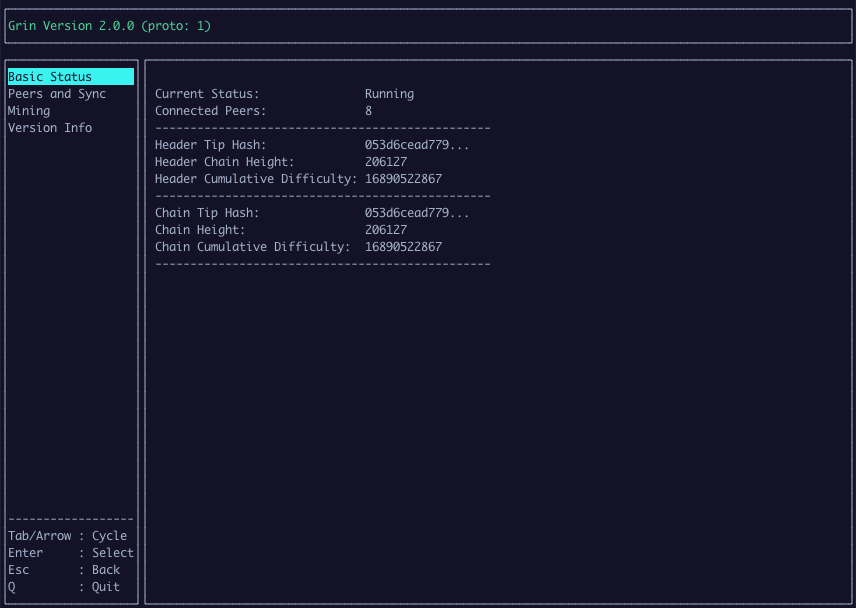 Grin Version 2.0.0 (proto: 1)
Basic Status
Peers and Sync
Mining
Version Info
Tab/Arrow : Cycle
Enter : Select
Esc : Back
Q : Quit
Current Status: Running
Connected Peers: 8
------------------------------------------------
Header Tip Hash: 053d6cead779...
Header Chain Height: 206127
Header Cumulative Difficulty: 16890522867
------------------------------------------------
Chain Tip Hash: 053d6cead779...
Chain Height: 206127
Chain Cumulative Difficulty: 16890522867
------------------------------------------------